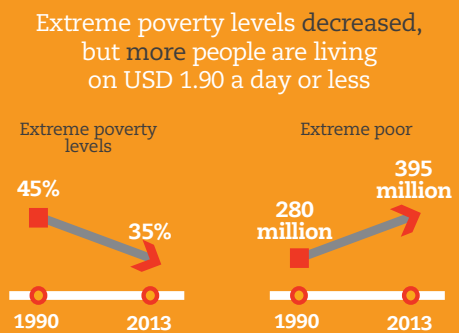 Extreme poverty levels decreased,
but more people are living
on USD 1.90 a day or less
Extreme poverty
levels
45%
35%
1990
2013
Extreme poor
280
million
395
million
1990
2013